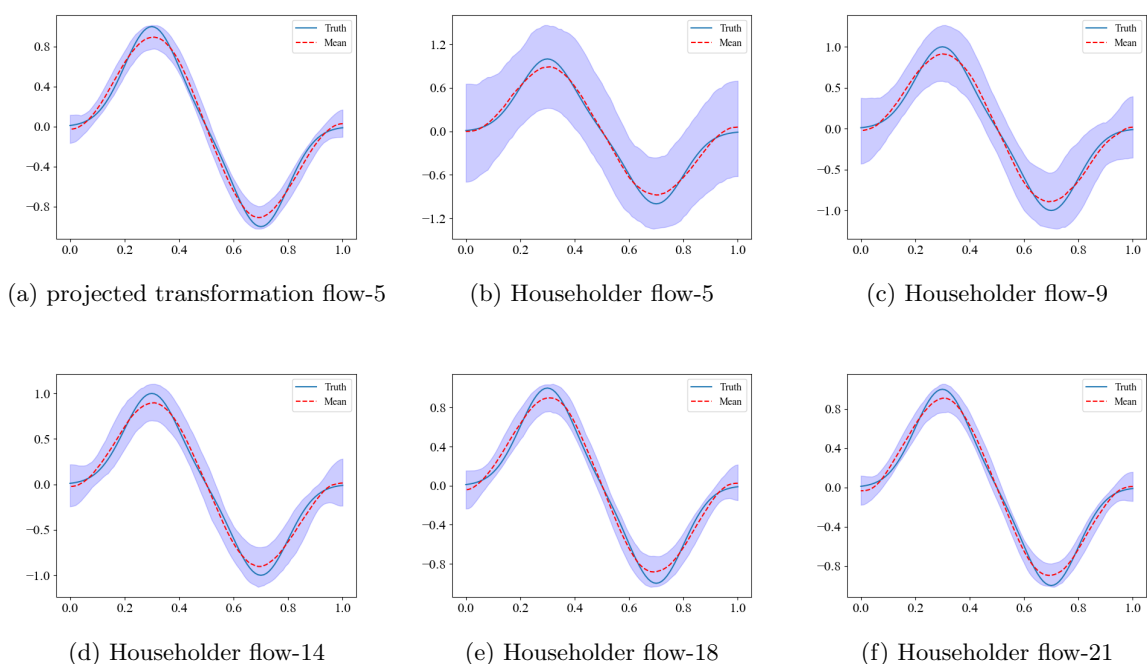 Truth
Mean
0.8
0.4
0.0
−0.4
−0.8
0.0 0.2 0.4 0.6 0.8 1.0
(a) projected transformation flow-5
Truth
Mean
1.2
0.6
0.0
−0.6
−1.2
0.0 0.2 0.4 0.6 0.8 1.0
(b) Householder flow-5
Truth
Mean
1.0
0.5
0.0
−0.5
−1.0
0.0 0.2 0.4 0.6 0.8 1.0
(c) Householder flow-9
Truth
Mean
1.0
0.5
0.0
−0.5
−1.0
0.0 0.2 0.4 0.6 0.8 1.0
(d) Householder flow-14
Truth
Mean
0.8
0.4
0.0
−0.4
−0.8
0.0 0.2 0.4 0.6 0.8 1.0
(e) Householder flow-18
Truth
Mean
0.8
0.4
0.0
−0.4
−0.8
0.0 0.2 0.4 0.6 0.8 1.0
(f) Householder flow-21